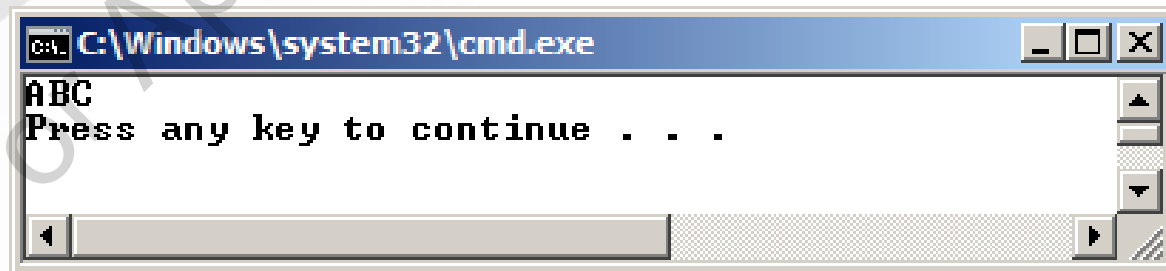 C:\Windows\system32\cmd.exe
ABC
Press any key to continue . . .